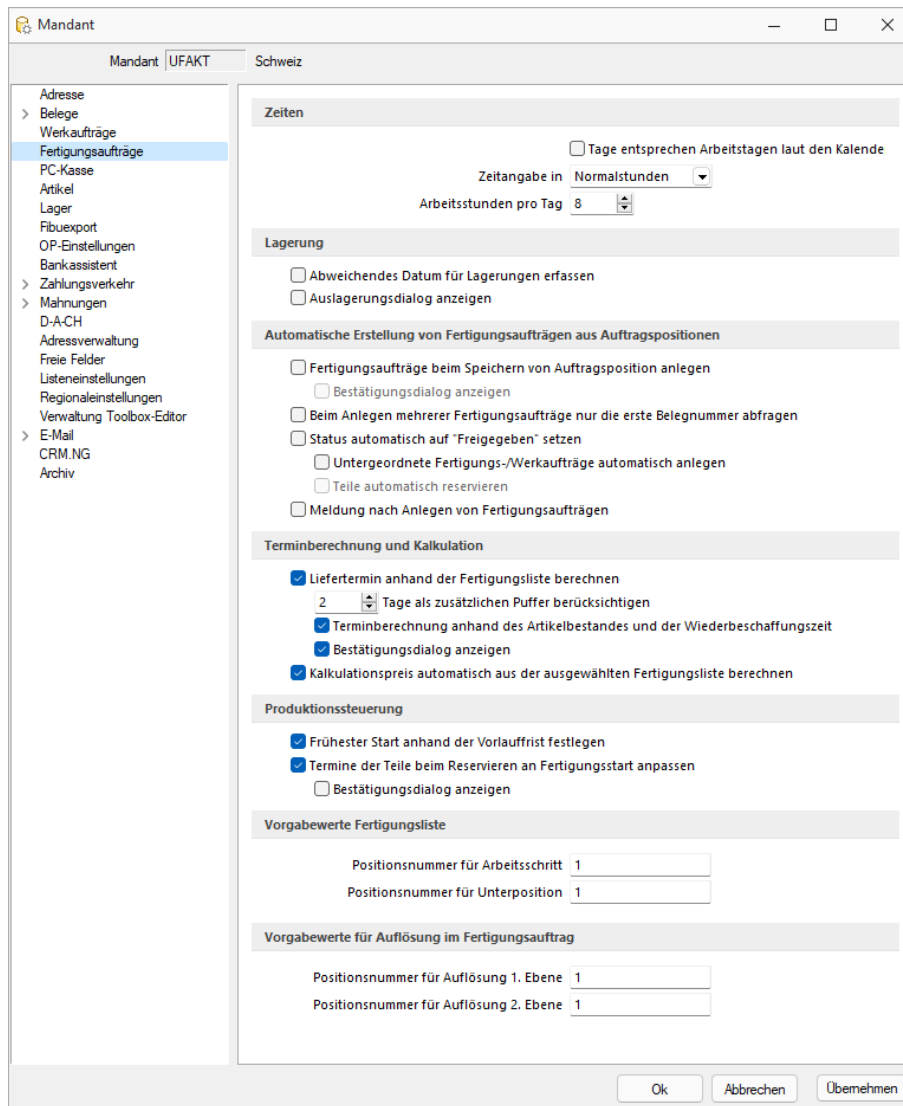 Mandant
Mandant UFAKT Schweiz
Adresse
Belege
Werkaufträge
Fertigungsaufträge
PC-Kasse
Artikel
Lager
Fibuexport
OP-Einstellungen
Bankassistent
Zahlungsverkehr
Mahnungen
D-A-CH
Adressverwaltung
Freie Felder
Listeneinstellungen
Regionaleinstellungen
Verwaltung Toolbox-Editor
E-Mail
CRM.NG
Archiv
Zeiten
Tage entsprechen Arbeitstagen laut den Kalende
Zeitangabe in Normalstunden
Arbeitsstunden pro Tag 8
Lagerung
Abweichendes Datum für Lagerungen erfassen
Auslagerungsdialog anzeigen
Automatische Erstellung von Fertigungsaufträgen aus Auftragspositionen
Fertigungsaufträge beim Speichern von Auftragsposition anlegen
Bestätigungsdialog anzeigen
Beim Anlegen mehrerer Fertigungsaufträge nur die erste Belegnummer abfragen
Status automatisch auf "Freigegeben" setzen
Untergeordnete Fertigungs-/Werkaufträge automatisch anlegen
Teile automatisch reservieren
Meldung nach Anlegen von Fertigungsaufträgen
Terminberechnung und Kalkulation
Liefertermin anhand der Fertigungsliste berechnen
2 Tage als zusätzlichen Puffer berücksichtigen
Terminberechnung anhand des Artikelbestandes und der Wiederbeschaffungszeit
Bestätigungsdialog anzeigen
Kalkulationspreis automatisch aus der ausgewählten Fertigungsliste berechnen
Produktionssteuerung
Frühester Start anhand der Vorlauffrist festlegen
Termine der Teile beim Reservieren an Fertigungsstart anpassen
Bestätigungsdialog anzeigen
Vorgabewerte Fertigungsliste
Positionsnummer für Arbeitsschritt 1
Positionsnummer für Unterposition 1
Vorgabewerte für Auflösung im Fertigungsauftrag
Positionsnummer für Auflösung 1. Ebene 1
Positionsnummer für Auflösung 2. Ebene 1
Ok Abbrechen Übernehmen